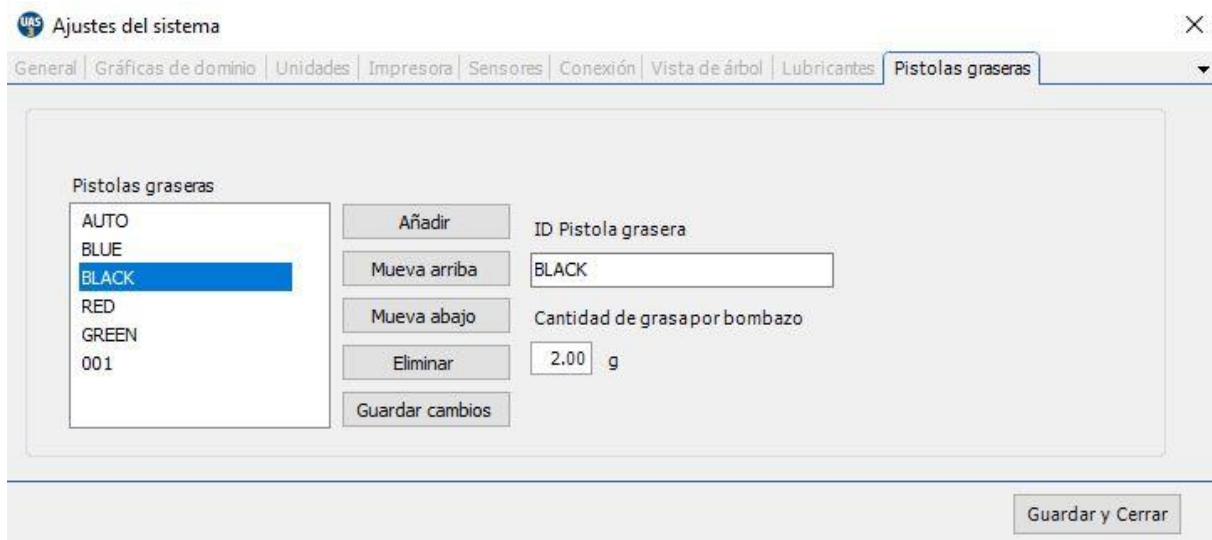 UAS 3 Ajustes del sistema
General Gráficas de dominio Unidades Impresora Sensores Conexión Vista de árbol Lubricantes Pistolas graseras
Pistolas graseras
AUTO
BLUE
BLACK
RED
GREEN
001
Añadir
Mueva arriba
Mueva abajo
Eliminar
Guardar cambios
ID Pistola grasera
BLACK
Cantidad de grasa por bombazo
2.00 g
Guardar y Cerrar